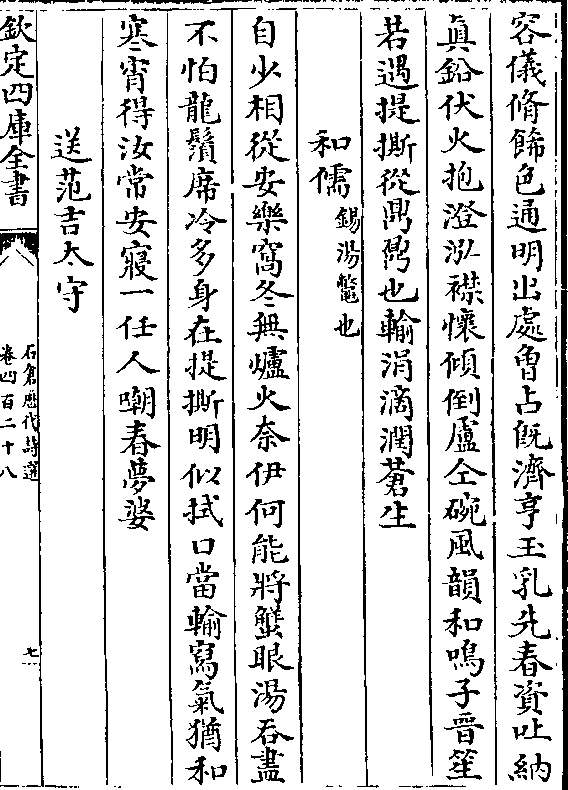 容儀脩餙色通明出處曾占旣濟亨玉乳先春資吐納
眞鉛伏火抱澄泓襟懷傾倒盧仝碗風韻和鳴子晋笙
若遇提撕從鼎鼐也輸涓滴潤蒼生
和儒錫湯鼈也
自少相從安樂窩冬無爐火奈伊何能將蟹眼湯吞盡
不怕龍鬚席冷多身在提撕明似拭口當輸寫氣猶和
寒宵得汝常安寢一任人嘲春夢婆
送范吉太守
欽定四庫全書
石倉歷代詩選
卷四百二十八
七